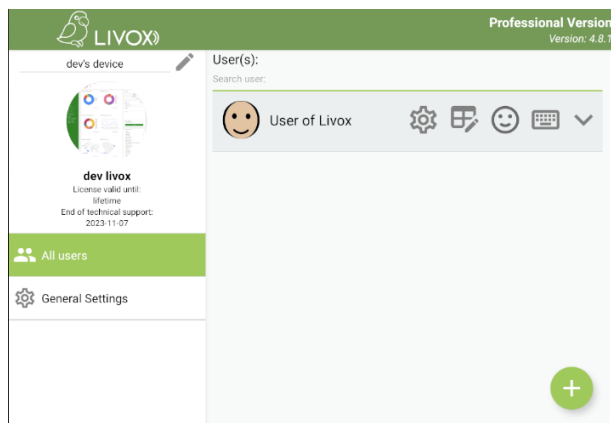 LIVOX
Professional Version
Version: 4.8.1
dev's device
dev livox
License valid until:
lifetime
End of technical support:
2023-11-07
All users
General Settings
User(s):
Search user:
User of Livox